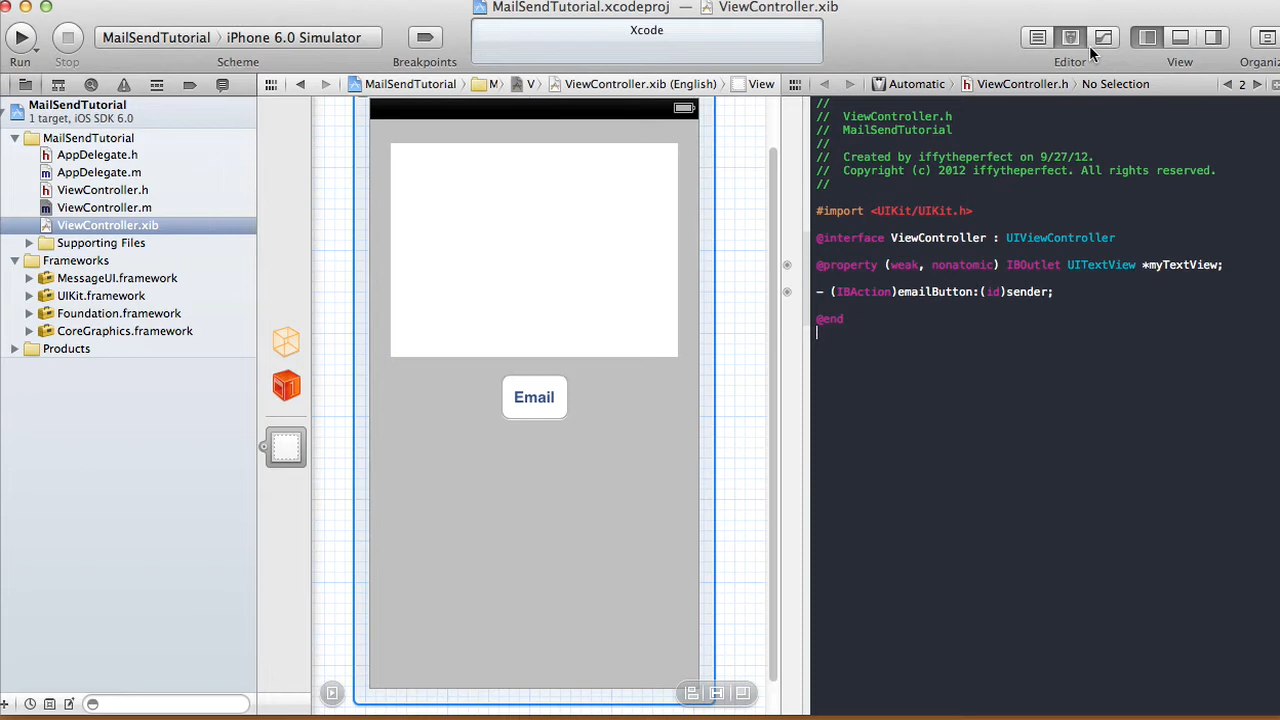 MailSendTutorial.xcodeproj — ViewController.xib
MailSendTutorial › iPhone 6.0 Simulator
Xcode
Run
Stop
Scheme
Breakpoints
Editor
View
Organiz
MailSendTutorial
M
V
ViewController.xib (English)
View
Automatic
ViewController.h
No Selection
2
MailSendTutorial
1 target, iOS SDK 6.0
MailSendTutorial
h AppDelegate.h
m AppDelegate.m
h ViewController.h
m ViewController.m
ViewController.xib
Supporting Files
Frameworks
MessageUI.framework
UIKit.framework
Foundation.framework
CoreGraphics.framework
Products
Email
//
// ViewController.h
// MailSendTutorial
//
// Created by iffytheperfect on 9/27/12.
// Copyright (c) 2012 iffytheperfect. All rights reserved.
//
#import <UIKit/UIKit.h>
@interface ViewController : UIViewController
@property (weak, nonatomic) IBOutlet UITextView *myTextView;
- (IBAction)emailButton:(id)sender;
@end